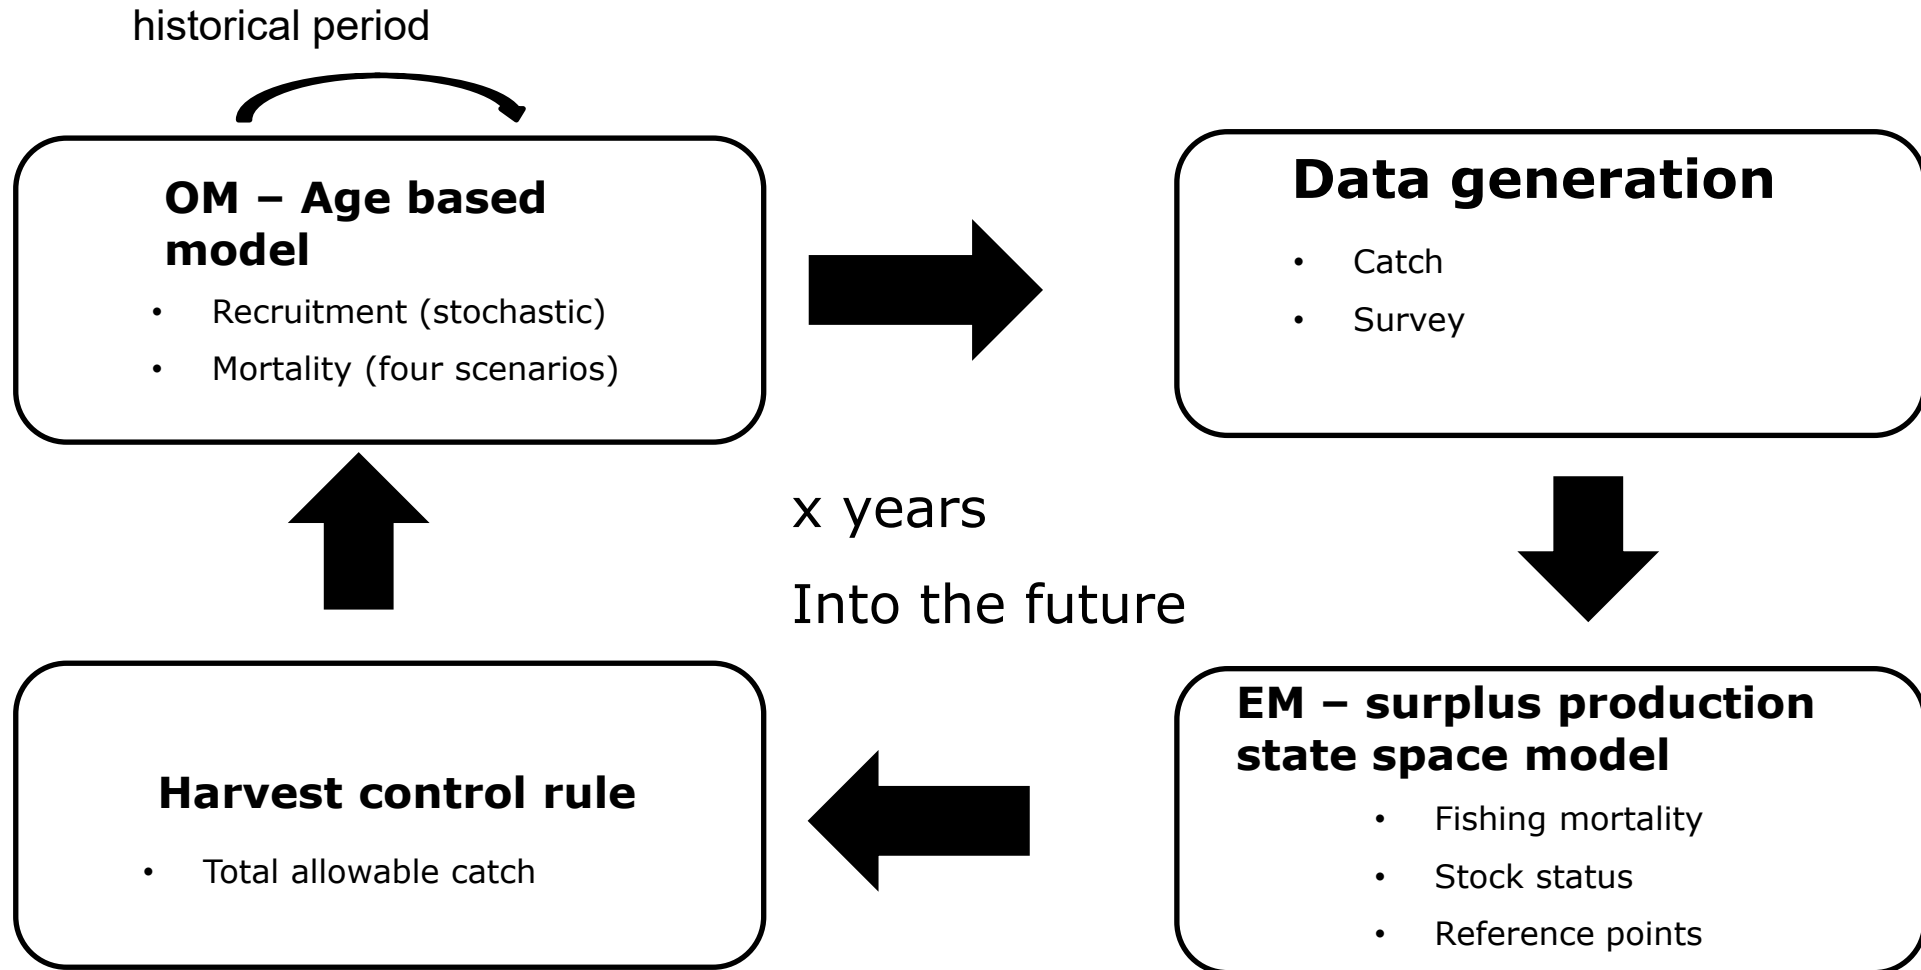 historical period
OM – Age based
model
• Recruitment (stochastic)
• Mortality (four scenarios)
Data generation
• Catch
• Survey
x years
Into the future
Harvest control rule
• Total allowable catch
EM – surplus production
state space model
• Fishing mortality
• Stock status
• Reference points